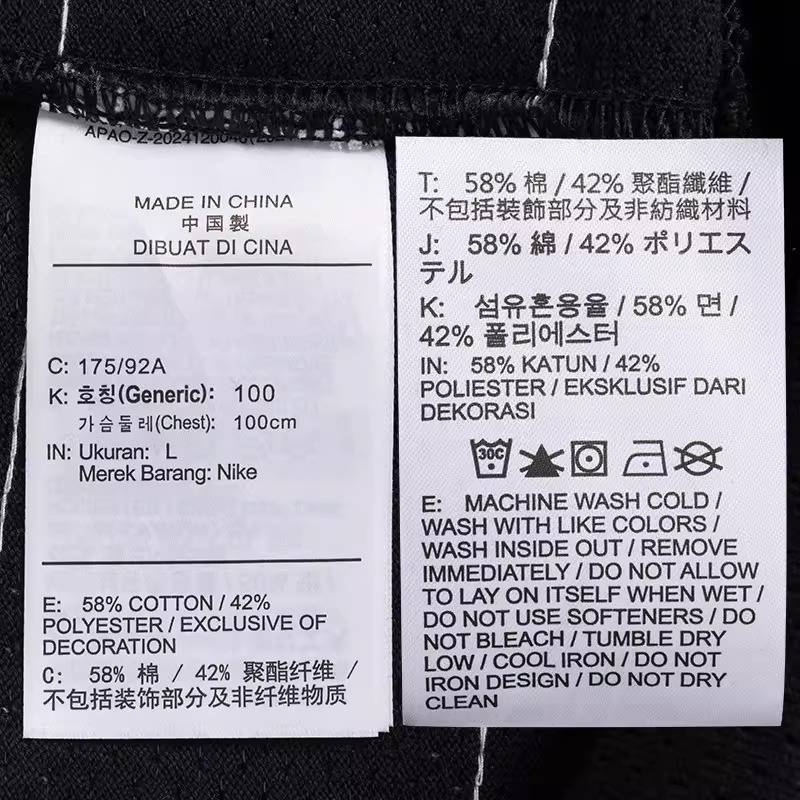 APAO-Z-2024120
MADE IN CHINA
中国製
DIBUAT DI CINA
C: 175/92A
K: 호칭(Generic): 100
가슴둘레(Chest): 100cm
IN: Ukuran: L
Merek Barang: Nike
E: 58% COTTON / 42%
POLYESTER / EXCLUSIVE OF
DECORATION
C: 58% 棉 / 42% 聚酯纤维 /
不包括装饰部分及非纤维物质
T: 58% 棉 / 42% 聚酯纖維 /
不包括裝飾部分及非紡織材料
J: 58% 綿 / 42% ポリエス
テル
K: 섬유혼용율 / 58% 면 /
42% 폴리에스터
IN: 58% KATUN / 42%
POLIESTER / EKSKLUSIF DARI
DEKORASI
30C
E: MACHINE WASH COLD /
WASH WITH LIKE COLORS /
WASH INSIDE OUT / REMOVE
IMMEDIATELY / DO NOT ALLOW
TO LAY ON ITSELF WHEN WET /
DO NOT USE SOFTENERS / DO
NOT BLEACH / TUMBLE DRY
LOW / COOL IRON / DO NOT
IRON DESIGN / DO NOT DRY
CLEAN